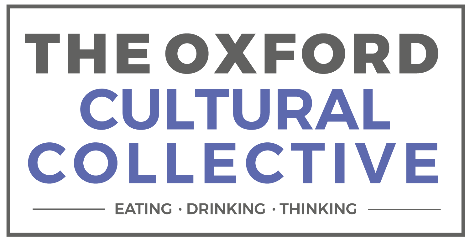 THE OXFORD
CULTURAL
COLLECTIVE
EATING · DRINKING · THINKING